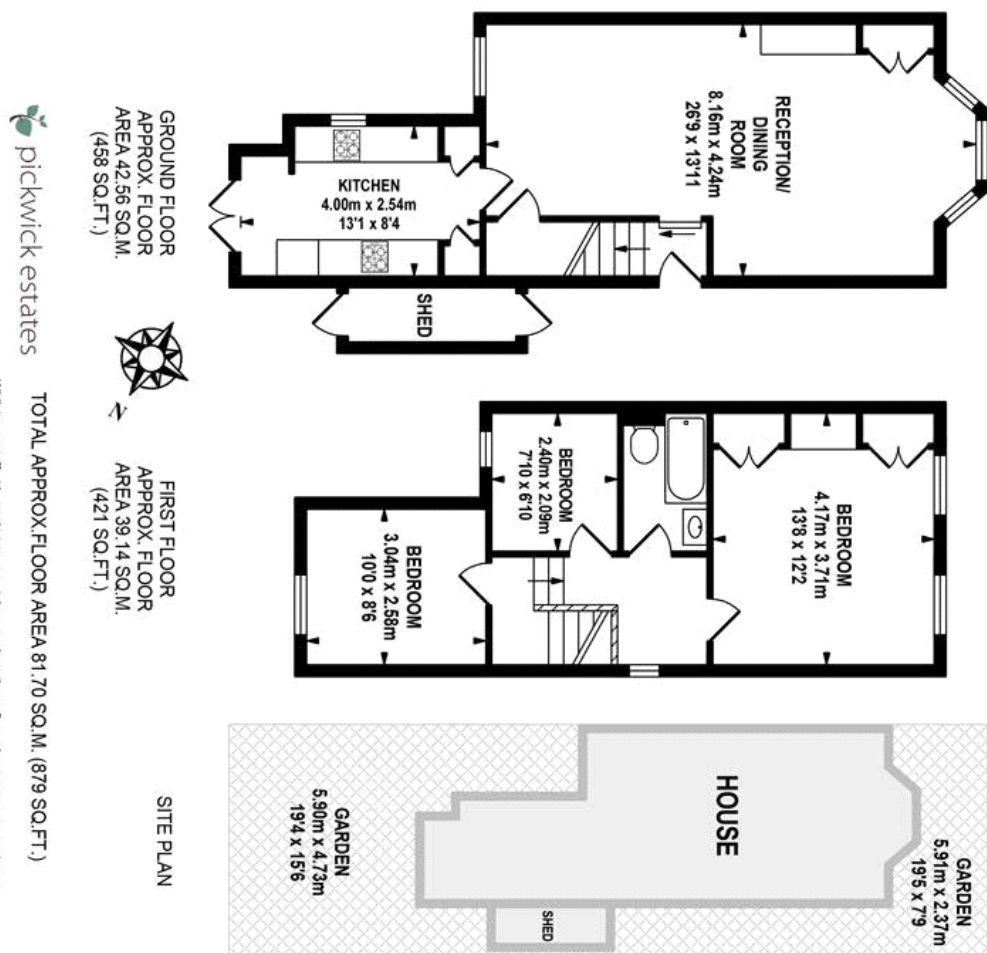 RECEPTION/
DINING
ROOM
8.16m x 4.24m
26'9 x 13'11
KITCHEN
4.00m x 2.54m
13'1 x 8'4
SHED
GROUND FLOOR
APPROX. FLOOR
AREA 42.56 SQ.M.
(458 SQ.FT.)
BEDROOM
4.17m x 3.71m
13'8 x 12'2
BEDROOM
2.40m x 2.09m
7'10 x 6'10
BEDROOM
3.04m x 2.58m
10'0 x 8'6
N
FIRST FLOOR
APPROX. FLOOR
AREA 39.14 SQ.M.
(421 SQ.FT.)
GARDEN
5.91m x 2.37m
19'5 x 7'9
HOUSE
SHED
GARDEN
5.90m x 4.73m
19'4 x 15'6
SITE PLAN
pickwick estates
TOTAL APPROX.FLOOR AREA 81.70 SQ.M. (879 SQ.FT.)